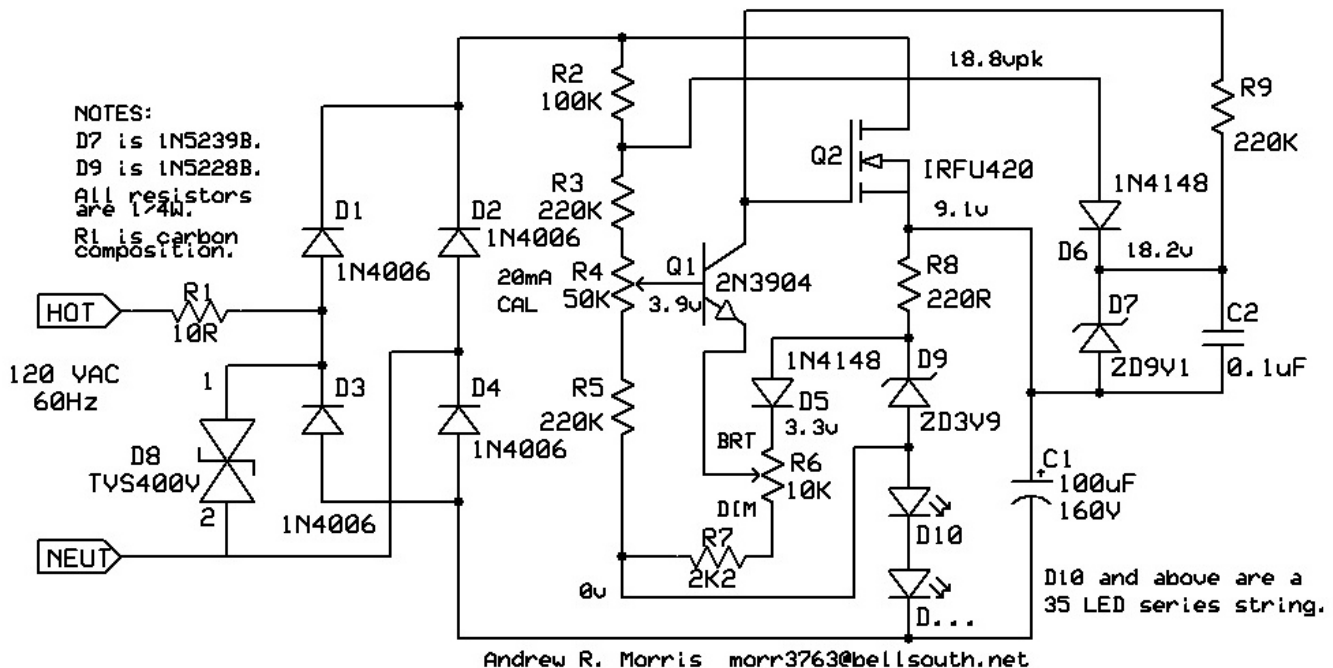 NOTES:
D7 is 1N5239B.
D9 is 1N5228B.
All resistors
are 1/4W.
R1 is carbon
composition.
HOT
R1
10R
120 VAC
60Hz
NEUT
1
D8
TVS400V
2
D1
1N4006
D2
1N4006
D3
1N4006
D4
1N4006
R2
100K
R3
220K
20mA
CAL
R4
50K
3.9v
R5
220K
0v
Q1
2N3904
Q2
IRFU420
9.1v
R8
220R
1N4148
D5
3.3v
D9
ZD3V9
BRT
R6
10K
DIM
R7
2K2
D10
D...
18.8vpk
1N4148
D6
18.2v
D7
ZD9V1
R9
220K
C2
0.1uF
C1
+
100uF
160V
D10 and above are a
35 LED series string.
Andrew R. Morris morr3763@bellsouth.net